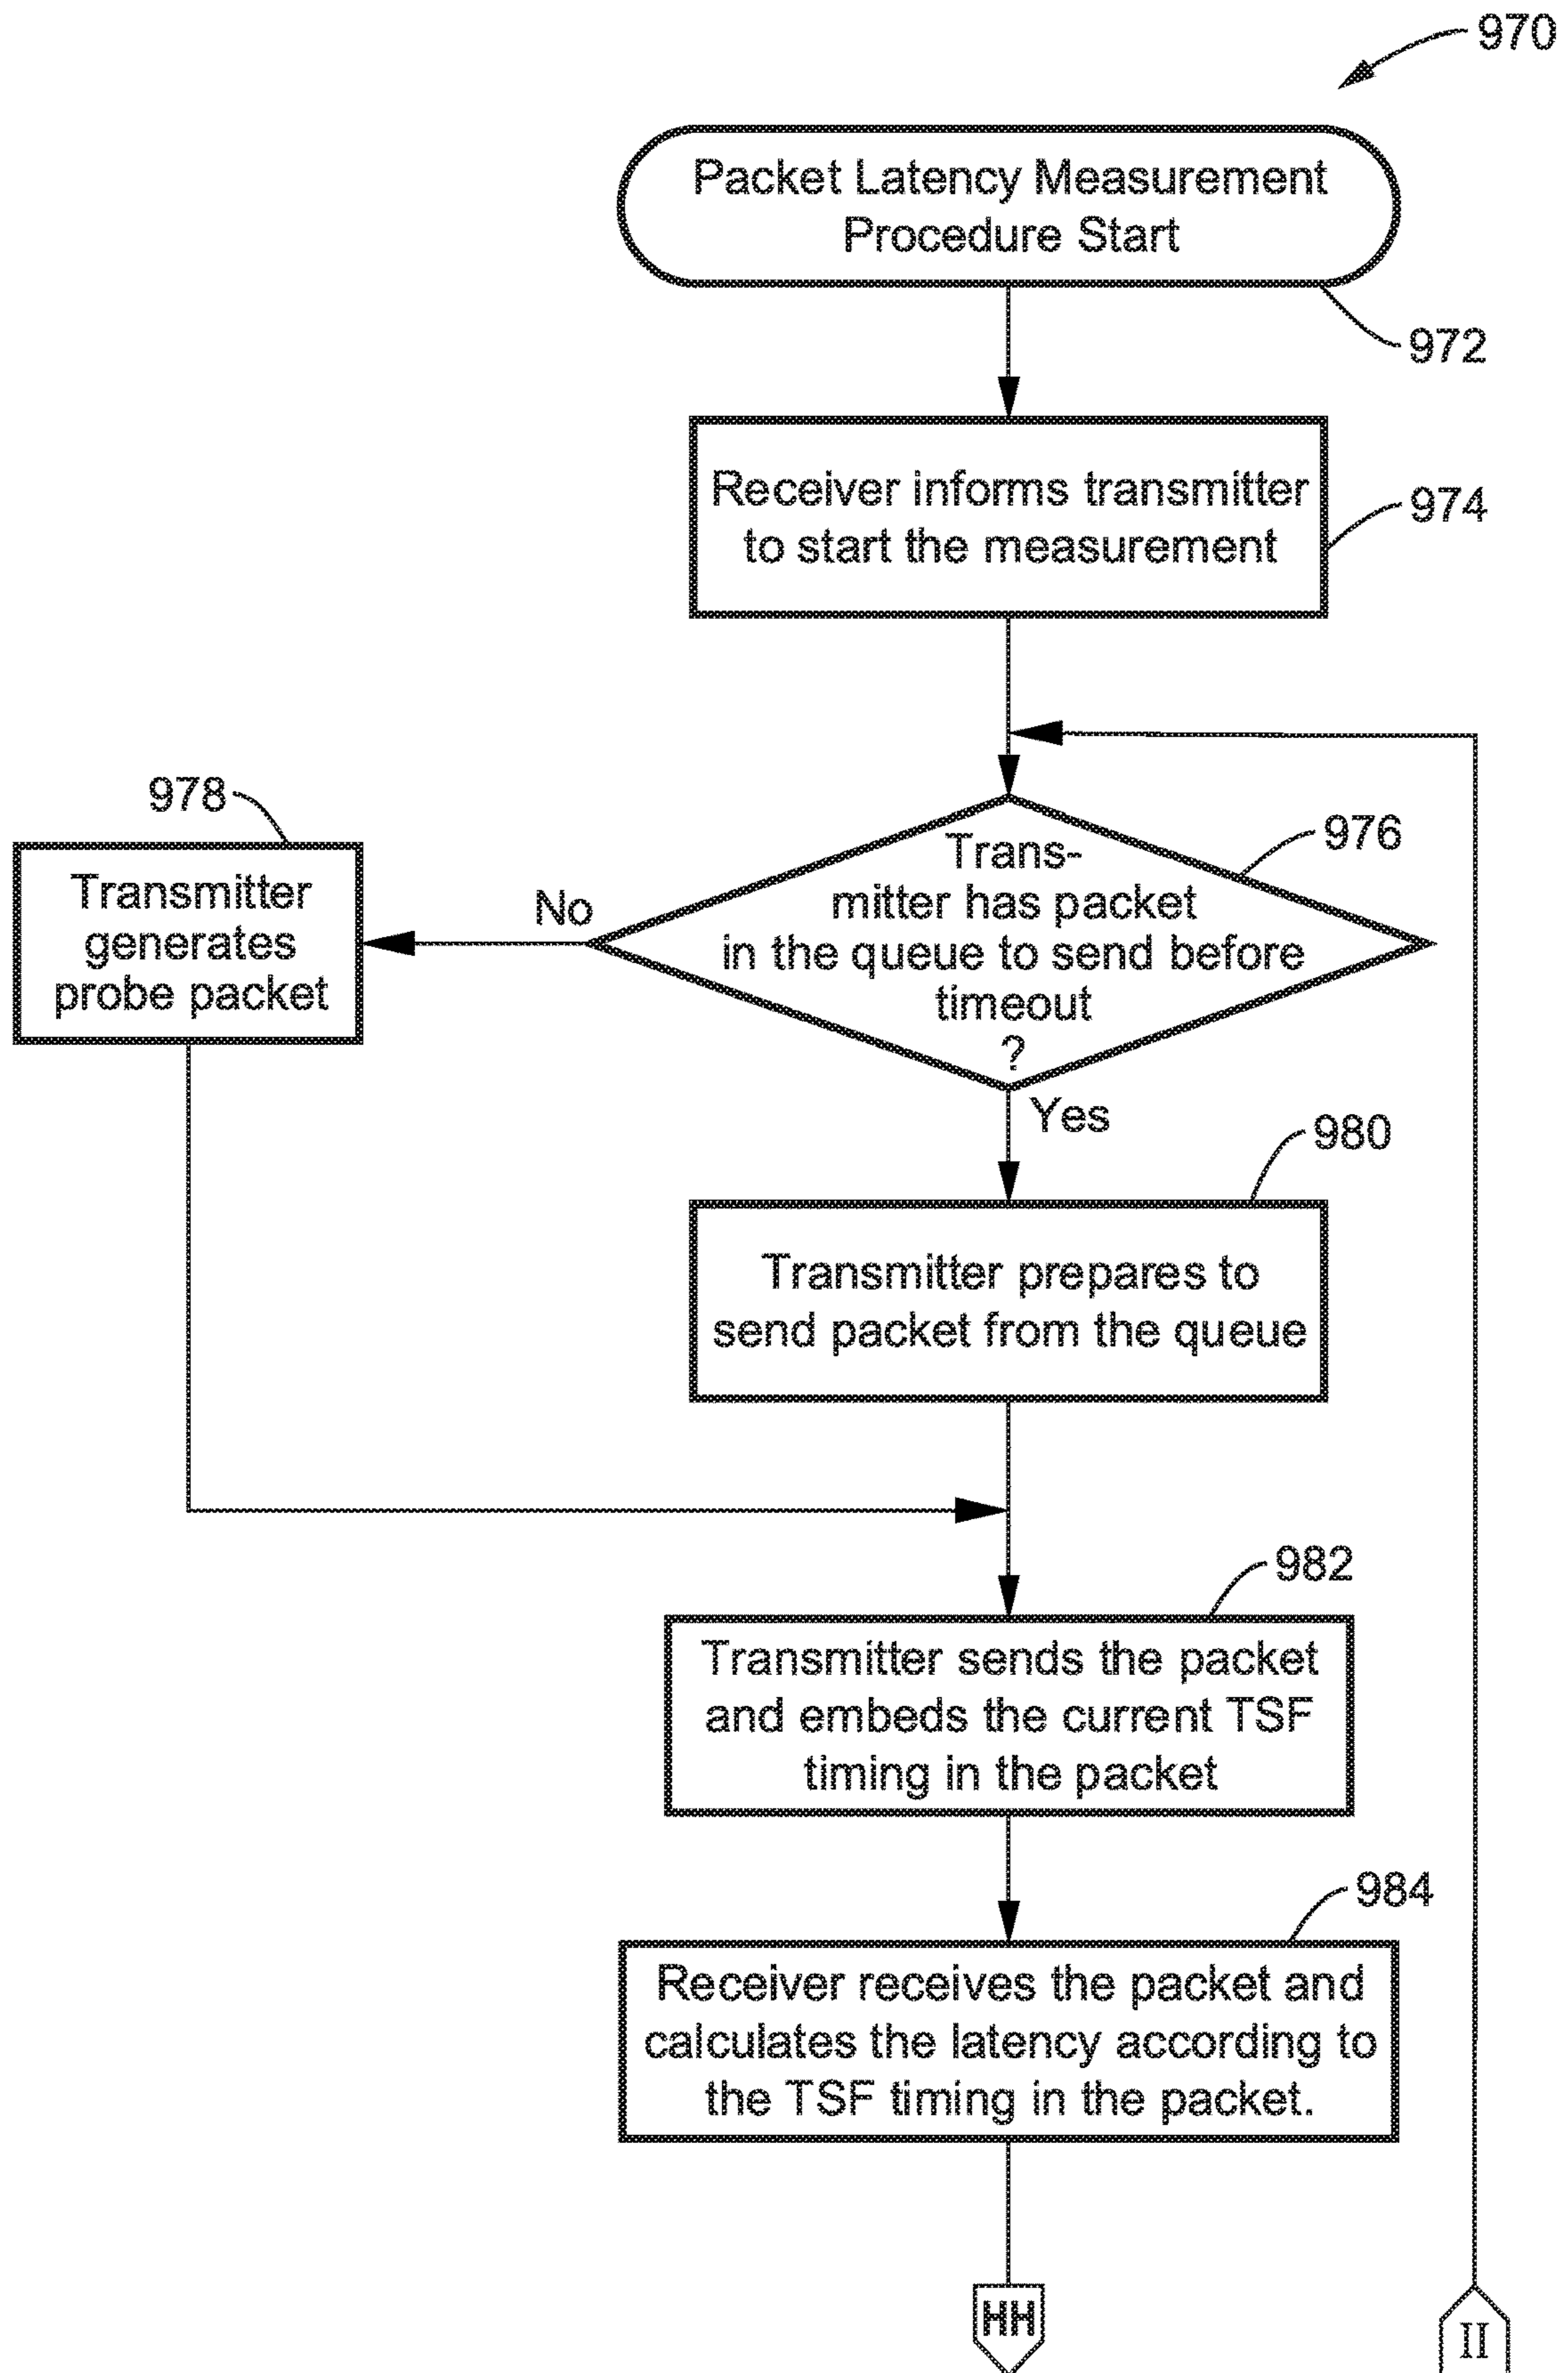 970
Packet Latency Measurement
Procedure Start
972
Receiver informs transmitter
to start the measurement
974
978
Transmitter
generates
probe packet
No
976
Trans-
mitter has packet
in the queue to send before
timeout
?
Yes
980
Transmitter prepares to
send packet from the queue
982
Transmitter sends the packet
and embeds the current TSF
timing in the packet
984
Receiver receives the packet and
calculates the latency according to
the TSF timing in the packet.
HH
II